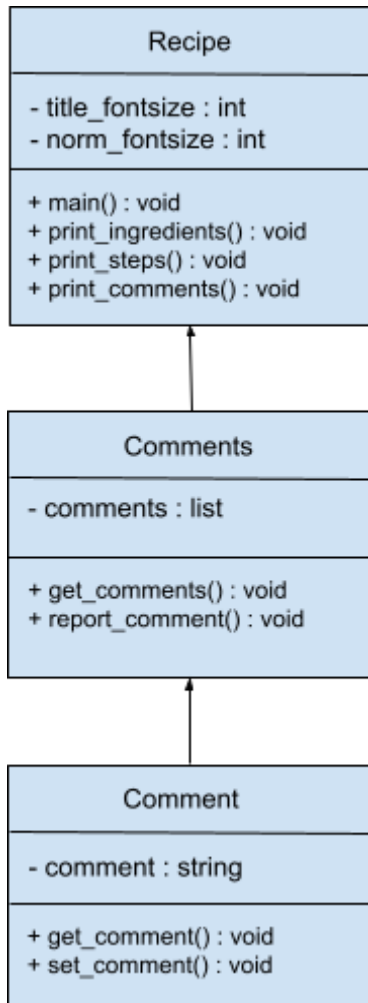 Recipe
- title_fontsize : int
- norm_fontsize : int
+ main() : void
+ print_ingredients() : void
+ print_steps() : void
+ print_comments() : void
Comments
- comments : list
+ get_comments() : void
+ report_comment() : void
Comment
- comment : string
+ get_comment() : void
+ set_comment() : void